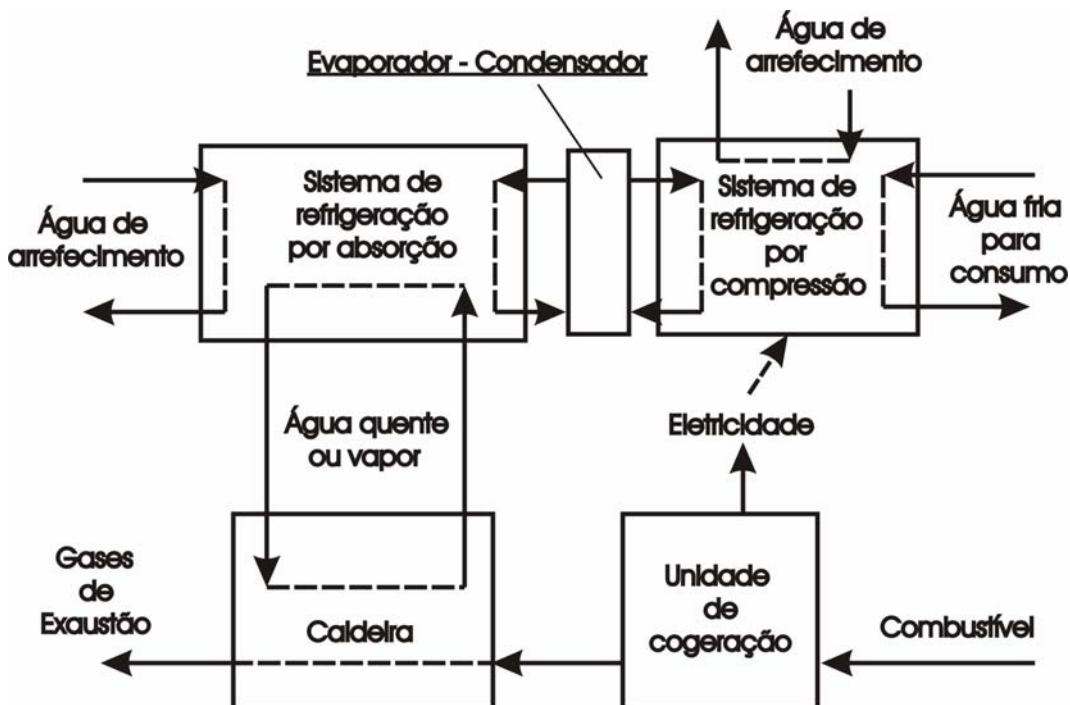 Água de
arrefecimento
Evaporador - Condensador
Sistema de
refrigeração
por absorção
Sistema de
refrigeração
por
compressão
Água de
arrefecimento
Água fria
para
consumo
Água quente
ou vapor
Eletricidade
Gases
de
Exaustão
Caldeira
Unidade
de
cogeração
Combustível